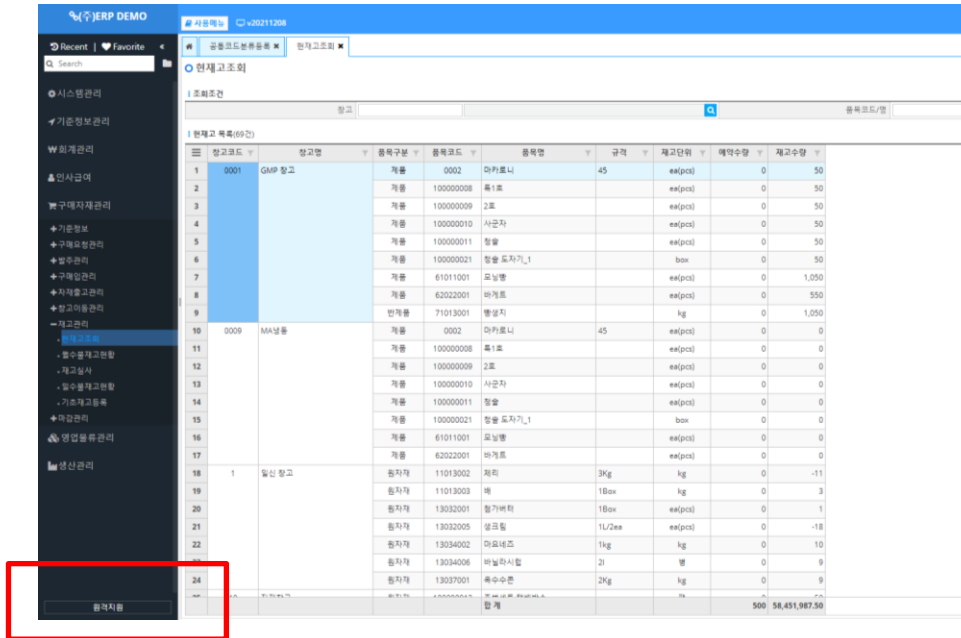 (주)ERP DEMO
사용메뉴 v20211208
Recent | Favorite
Search
공통코드분류등록 현재고조회
현재고조회
시스템관리
기준정보관리
회계관리
인사급여
구매자재관리
기준정보
구매요청관리
발주관리
구매입관리
자재출고관리
창고이동관리
재고관리
현재고조회
월수불재고현황
재고실사
일수불재고현황
기초재고등록
마감관리
영업물류관리
생산관리
원격지원
조회조건
창고 품목코드/명
현재고 목록(69건)
창고코드 창고명 품목구분 품목코드 품목명 규격 재고단위 예약수량 재고수량
1 0001 GMP 창고 제품 0002 마카로니 45 ea(pcs) 0 50
2 제품 100000008 특1호 ea(pcs) 0 50
3 제품 100000009 2호 ea(pcs) 0 50
4 제품 100000010 사군자 ea(pcs) 0 50
5 제품 100000011 청술 ea(pcs) 0 50
6 제품 100000021 청술 도자기_1 box 0 50
7 제품 61011001 모닝빵 ea(pcs) 0 1,050
8 제품 62022001 바게트 ea(pcs) 0 550
9 반제품 71013001 빵생지 kg 0 1,050
10 0009 MA냉동 제품 0002 마카로니 45 ea(pcs) 0 0
11 제품 100000008 특1호 ea(pcs) 0 0
12 제품 100000009 2호 ea(pcs) 0 0
13 제품 100000010 사군자 ea(pcs) 0 0
14 제품 100000011 청술 ea(pcs) 0 0
15 제품 100000021 청술 도자기_1 box 0 0
16 제품 61011001 모닝빵 ea(pcs) 0 0
17 제품 62022001 바게트 ea(pcs) 0 0
18 1 일신 창고 원자재 11013002 체리 3Kg kg 0 -11
19 원자재 11013003 배 1Box kg 0 3
20 원자재 13032001 첨가버터 1Box ea(pcs) 0 1
21 원자재 13032005 생크림 1L/2ea ea(pcs) 0 -18
22 원자재 13034002 마요네즈 1kg kg 0 10
원자재 13034006 바닐라시럽 2l 병 0 9
24 원자재 13037001 옥수수콘 2Kg kg 0 9
합 계 500 58,451,987.50